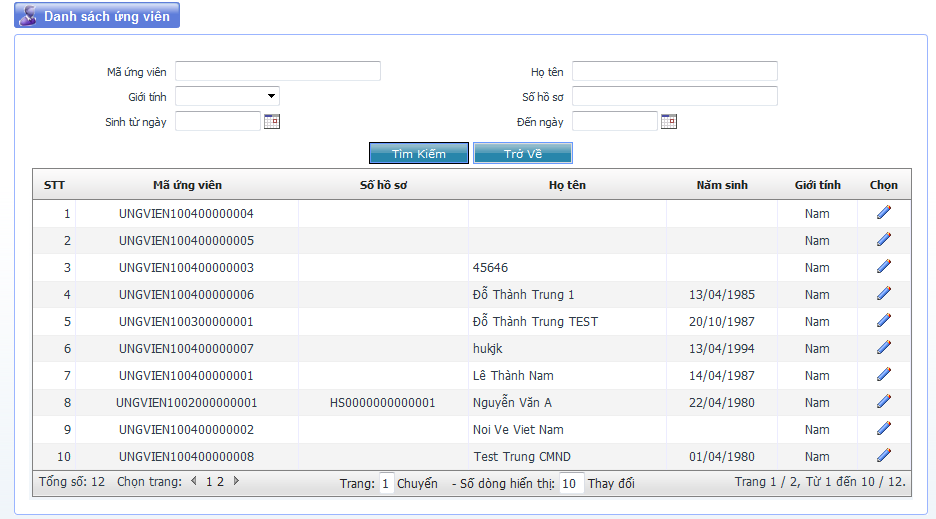 Danh sách ứng viên
Mã ứng viên Họ tên
Giới tính Số hồ sơ
Sinh từ ngày Đến ngày
Tìm Kiếm Trở Về
STT Mã ứng viên Số hồ sơ Họ tên Năm sinh Giới tính Chọn
1 UNGVIEN100400000004 Nam
2 UNGVIEN100400000005 Nam
3 UNGVIEN100400000003 45646 Nam
4 UNGVIEN100400000006 Đỗ Thành Trung 1 13/04/1985 Nam
5 UNGVIEN100300000001 Đỗ Thành Trung TEST 20/10/1987 Nam
6 UNGVIEN100400000007 hukjk 13/04/1994 Nam
7 UNGVIEN100400000001 Lê Thành Nam 14/04/1987 Nam
8 UNGVIEN1002000000001 HS0000000000001 Nguyễn Văn A 22/04/1980 Nam
9 UNGVIEN100400000002 Noi Ve Viet Nam Nam
10 UNGVIEN100400000008 Test Trung CMND 01/04/1980 Nam
Tổng số: 12 Chọn trang: 1 2 Trang: 1 Chuyển - Số dòng hiển thị: 10 Thay đổi Trang 1 / 2, Từ 1 đến 10 / 12.